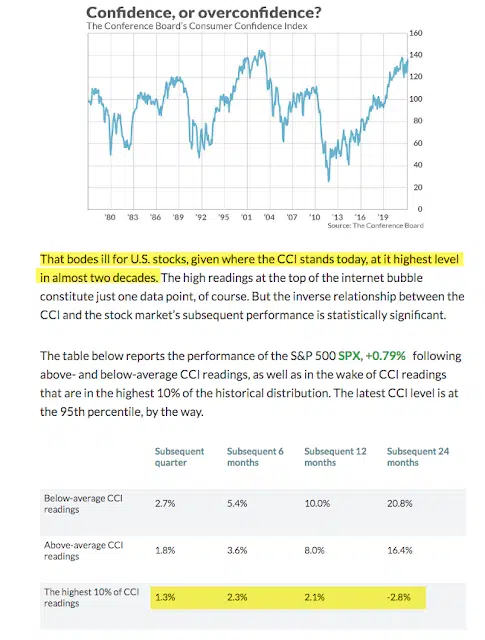 Confidence, or overconfidence?
The Conference Board's Consumer Confidence Index
160
140
120
100
80
60
40
20
0
'80 '83 '86 '89 '92 '95 '01 '04 '07 '10 '13 '16 '19
Source: The Conference Board
That bodes ill for U.S. stocks, given where the CCI stands today, at it highest level
in almost two decades. The high readings at the top of the internet bubble
constitute just one data point, of course. But the inverse relationship between the
CCI and the stock market's subsequent performance is statistically significant.
The table below reports the performance of the S&P 500 SPX, +0.79% following
above- and below-average CCI readings, as well as in the wake of CCI readings
that are in the highest 10% of the historical distribution. The latest CCI level is at
the 95th percentile, by the way.
Subsequent Subsequent 6 Subsequent 12 Subsequent 24
quarter months months months
Below-average CCI
readings 2.7% 5.4% 10.0% 20.8%
Above-average CCI
readings 1.8% 3.6% 8.0% 16.4%
The highest 10% of CCI
readings 1.3% 2.3% 2.1% -2.8%